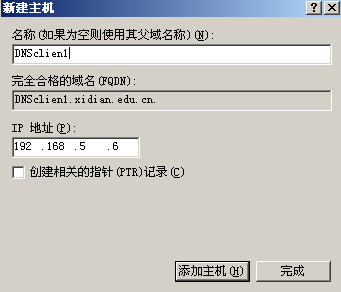 新建主机
名称(如果为空则使用其父域名称)(N):
DNSclien1
完全合格的域名(FQDN):
DNSclien1.xidian.edu.cn.
IP 地址(P):
192 .168 .5 .6
创建相关的指针(PTR)记录(C)
添加主机(H) 完成